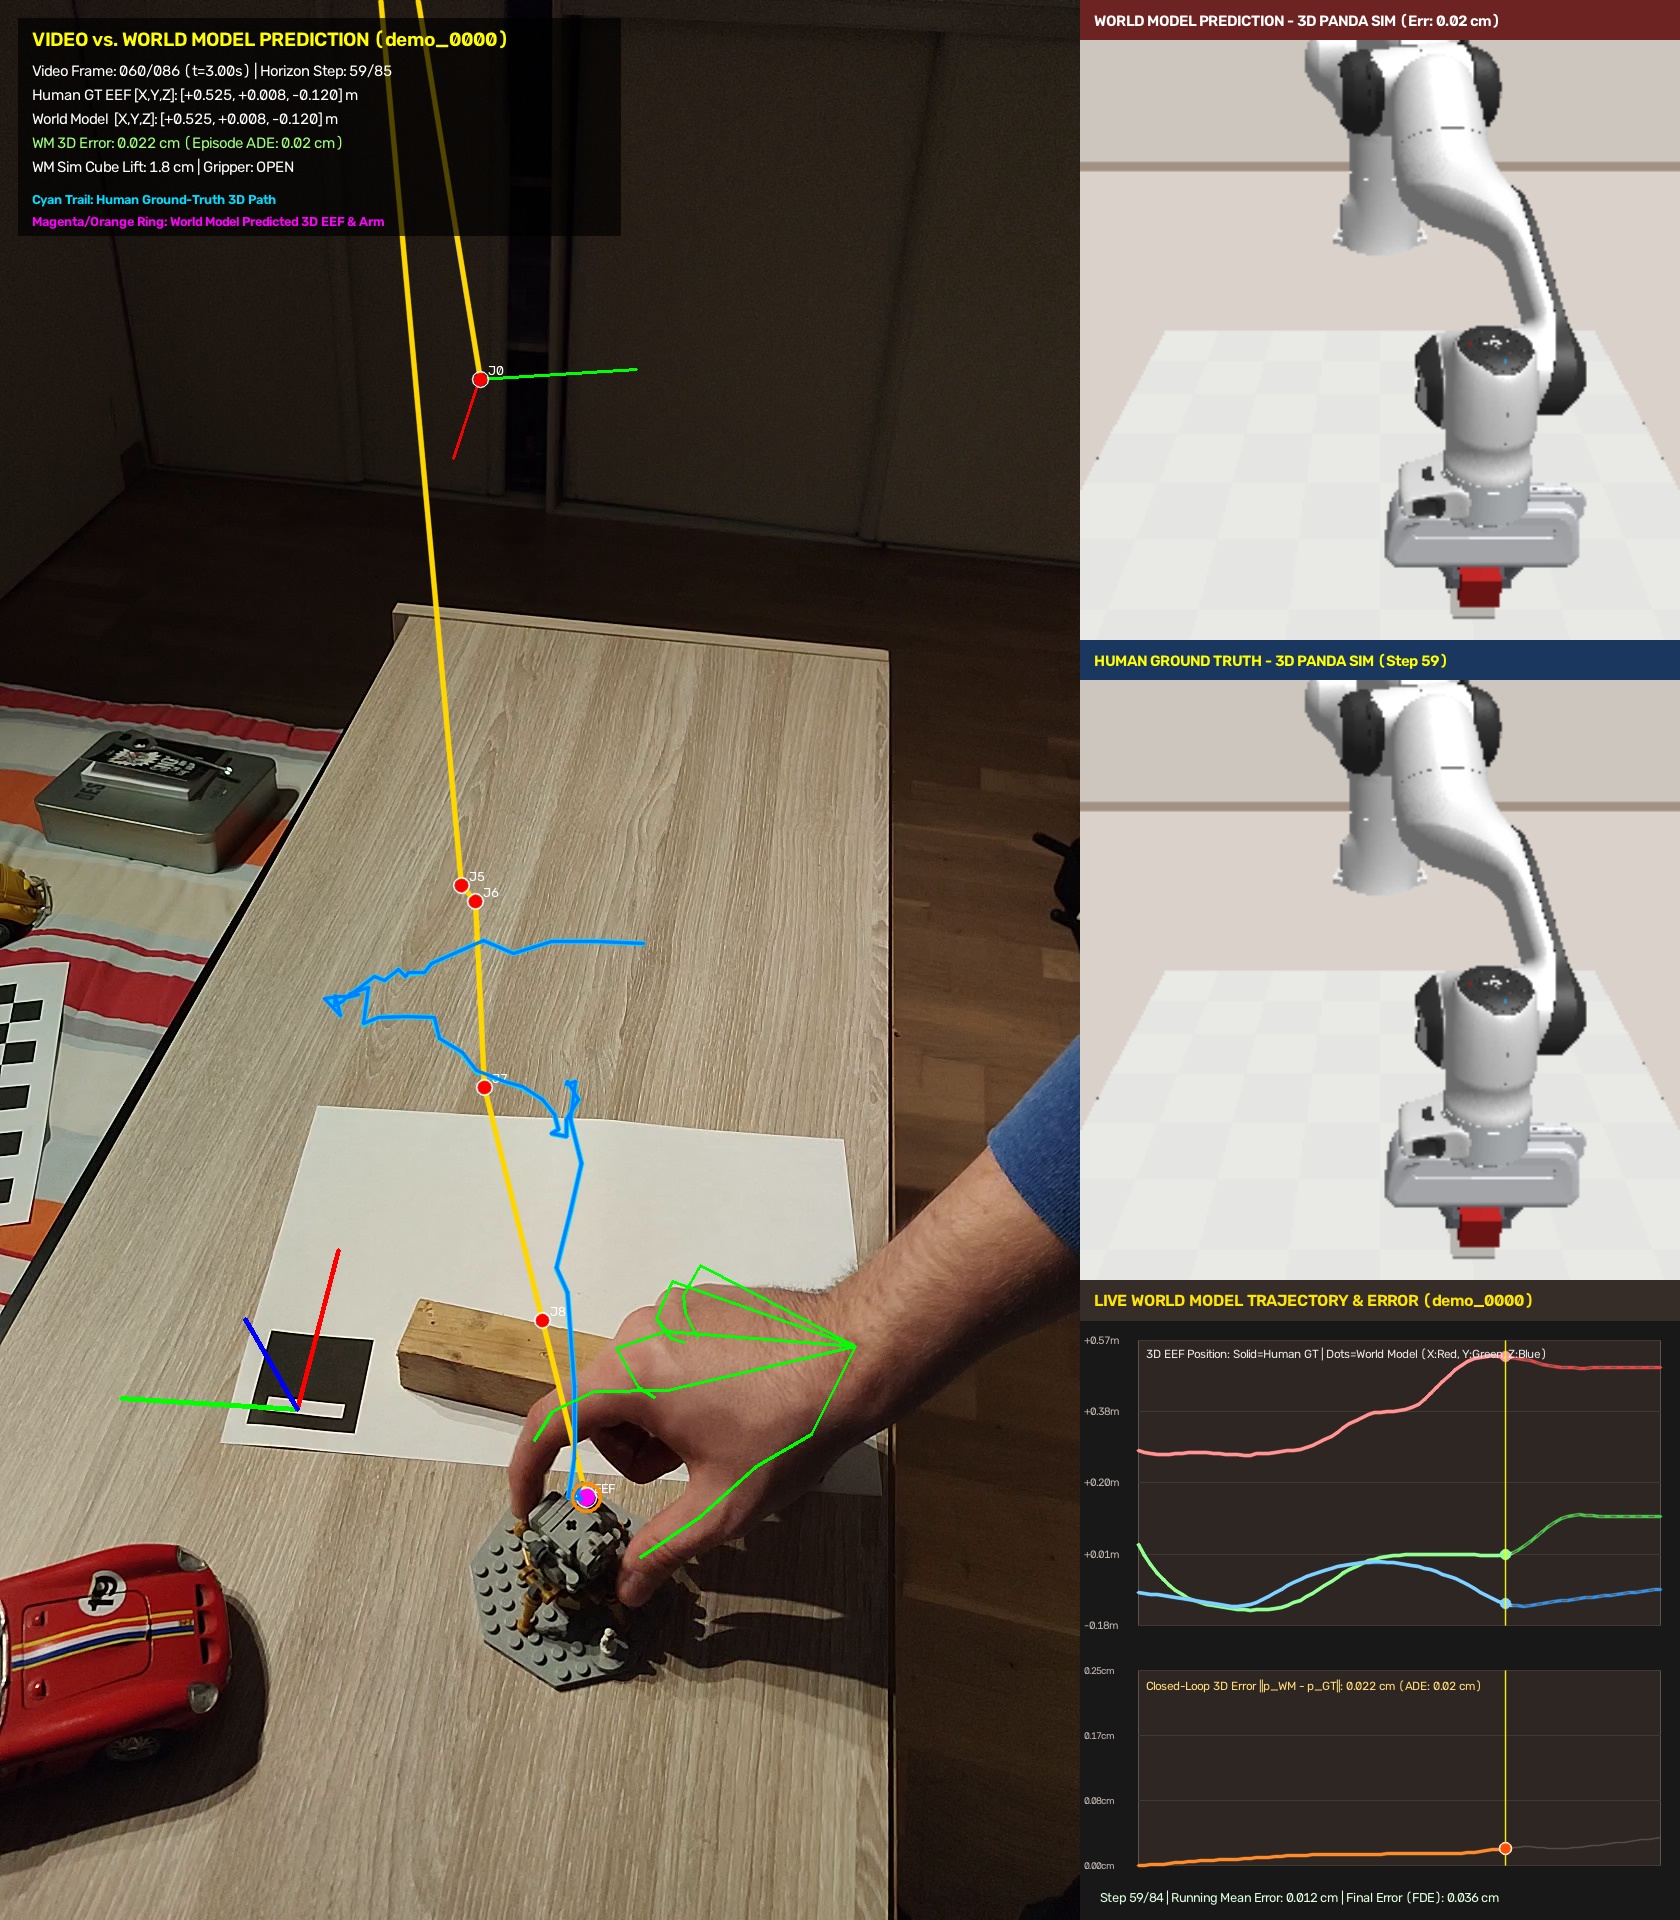 VIDEO vs. WORLD MODEL PREDICTION (demo_0000)
Video Frame: 060/086 (t=3.00s) | Horizon Step: 59/85
Human GT EEF [X,Y,Z]: [+0.525, +0.008, -0.120] m
World Model [X,Y,Z]: [+0.525, +0.008, -0.120] m
WM 3D Error: 0.022 cm (Episode ADE: 0.02 cm)
WM Sim Cube Lift: 1.8 cm | Gripper: OPEN
Cyan Trail: Human Ground-Truth 3D Path
Magenta/Orange Ring: World Model Predicted 3D EEF & Arm
J0
J5
J6
J8
WORLD MODEL PREDICTION - 3D PANDA SIM (Err: 0.02 cm)
HUMAN GROUND TRUTH - 3D PANDA SIM (Step 59)
LIVE WORLD MODEL TRAJECTORY & ERROR (demo_0000)
+0.57m
3D EEF Position: Solid=Human GT | Dots=World Model (X:Red, Y:Green, Z:Blue)
+0.38m
+0.20m
+0.01m
-0.18m
0.25cm
Closed-Loop 3D Error ||p_WM - p_GT||: 0.022 cm (ADE: 0.02 cm)
0.17cm
0.08cm
0.00cm
Step 59/84 | Running Mean Error: 0.012 cm | Final Error (FDE): 0.036 cm